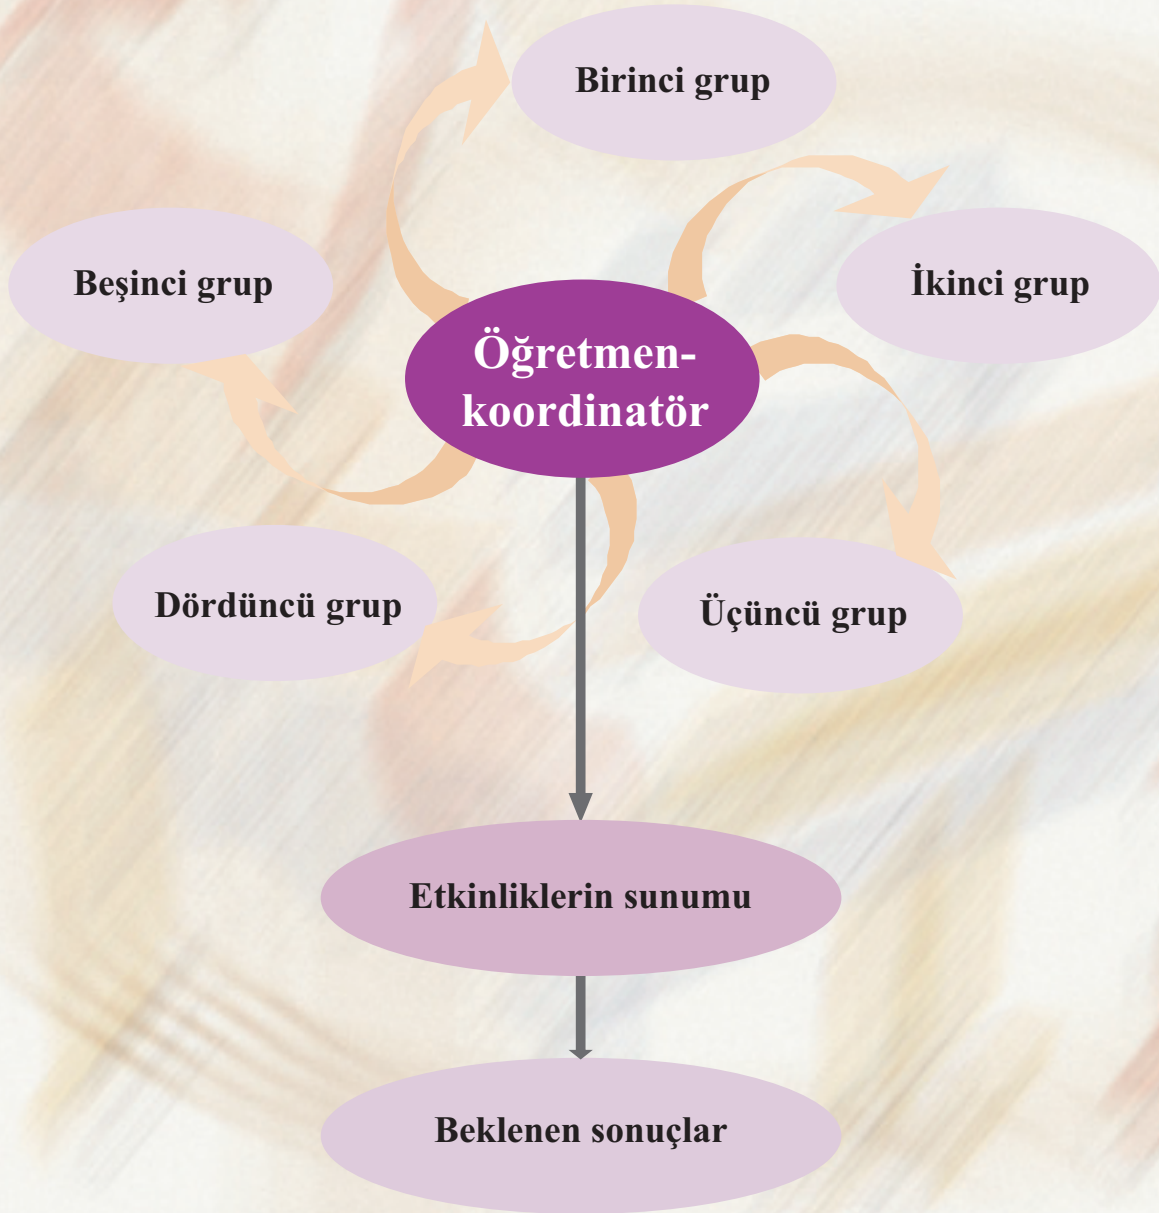 Birinci grup
Beşinci grup
İkinci grup
Öğretmen-
koordinatör
Dördüncü grup
Üçüncü grup
Etkinliklerin sunumu
Beklenen sonuçlar